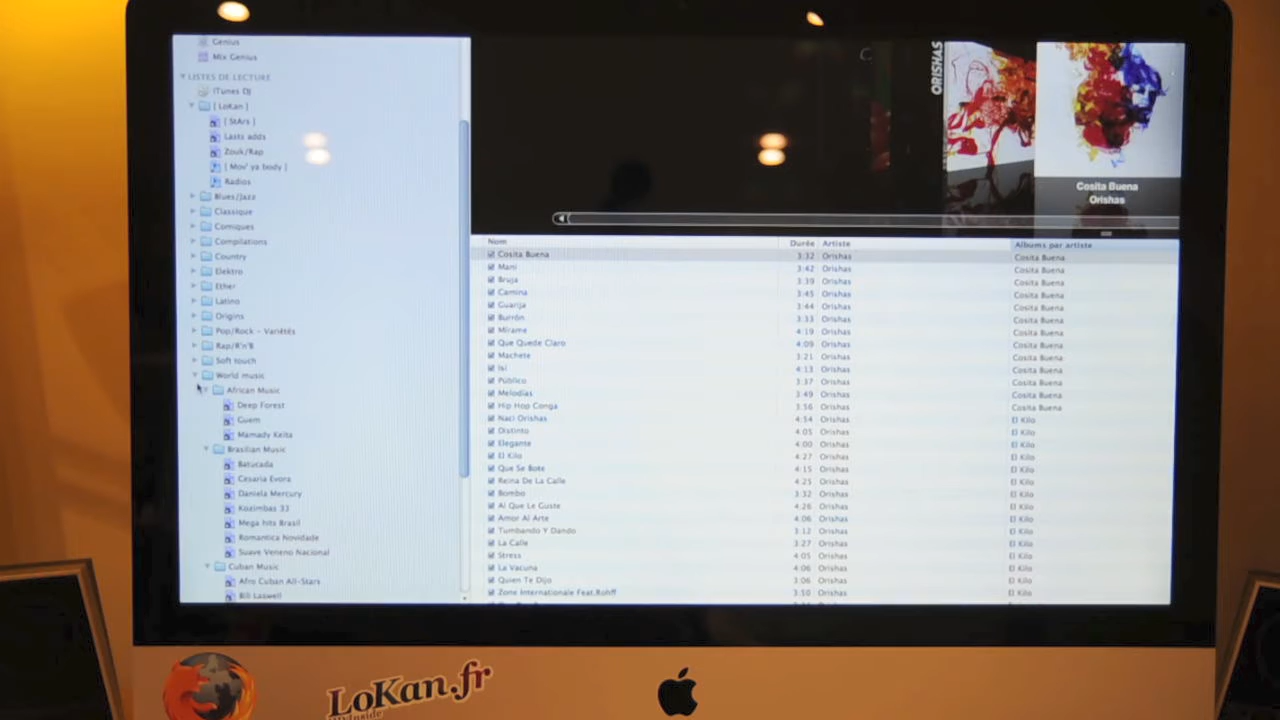 Genius
Mix Genius
LISTES DE LECTURE
iTunes DJ
[ LoKan ]
[ StArs ]
Lasts adds
Zouk/Rap
[ Mov' ya body ]
Radios
Blues/Jazz
Classique
Comiques
Compilations
Country
Elektro
Ether
Latino
Origins
Pop/Rock - Variétés
Rap/R'n'B
Soft touch
World music
African Music
Deep Forest
Guem
Mamady Keita
Brasilian Music
Batucada
Cesaria Evora
Daniela Mercury
Kozimbas 33
Mega hits Brasil
Romantica Novidade
Suave Veneno Nacional
Cuban Music
Afro Cuban All-Stars
Bill Laswell
ORISHAS
Cosita Buena
Orishas
Nom Durée Artiste Albums par artiste
Cosita Buena 3:32 Orishas Cosita Buena
Mani 3:42 Orishas Cosita Buena
Bruja 3:39 Orishas Cosita Buena
Camina 3:45 Orishas Cosita Buena
Guarija 3:44 Orishas Cosita Buena
Borrón 3:33 Orishas Cosita Buena
Mírame 4:19 Orishas Cosita Buena
Que Quede Claro 4:09 Orishas Cosita Buena
Machete 3:21 Orishas Cosita Buena
Isi 4:13 Orishas Cosita Buena
Público 3:37 Orishas Cosita Buena
Melodías 3:49 Orishas Cosita Buena
Hip Hop Conga 3:56 Orishas Cosita Buena
Naci Orishas 4:54 Orishas El Kilo
Distinto 4:05 Orishas El Kilo
Elegante 4:00 Orishas El Kilo
El Kilo 4:27 Orishas El Kilo
Que Se Bote 4:15 Orishas El Kilo
Reina De La Calle 4:25 Orishas El Kilo
Bombo 3:32 Orishas El Kilo
Al Que Le Guste 4:26 Orishas El Kilo
Amor Al Arte 4:06 Orishas El Kilo
Tumbando Y Dando 3:12 Orishas El Kilo
La Calle 3:27 Orishas El Kilo
Stress 4:05 Orishas El Kilo
La Vacuna 4:06 Orishas El Kilo
Quien Te Dijo 3:06 Orishas El Kilo
Zone Internationale Feat.Rohff 3:50 Orishas El Kilo
LoKan.fr
Inside